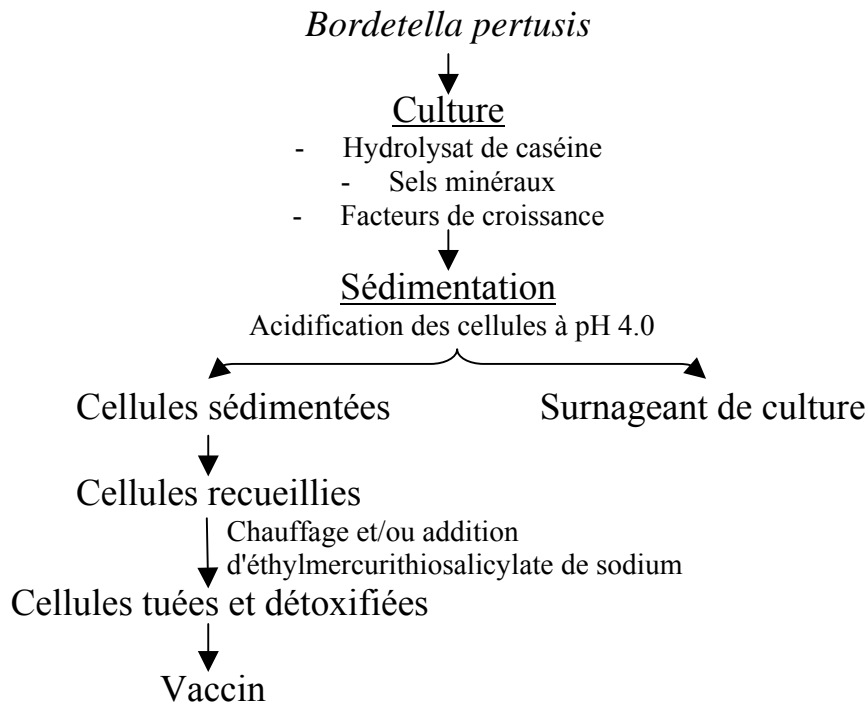 Bordetella pertusis
Culture
- Hydrolysat de caséine
- Sels minéraux
- Facteurs de croissance
Sédimentation
Acidification des cellules à pH 4.0
Cellules sédimentées
Surnageant de culture
Cellules recueillies
Chauffage et/ou addition
d'éthylmercurithiosalicylate de sodium
Cellules tuées et détoxifiées
Vaccin